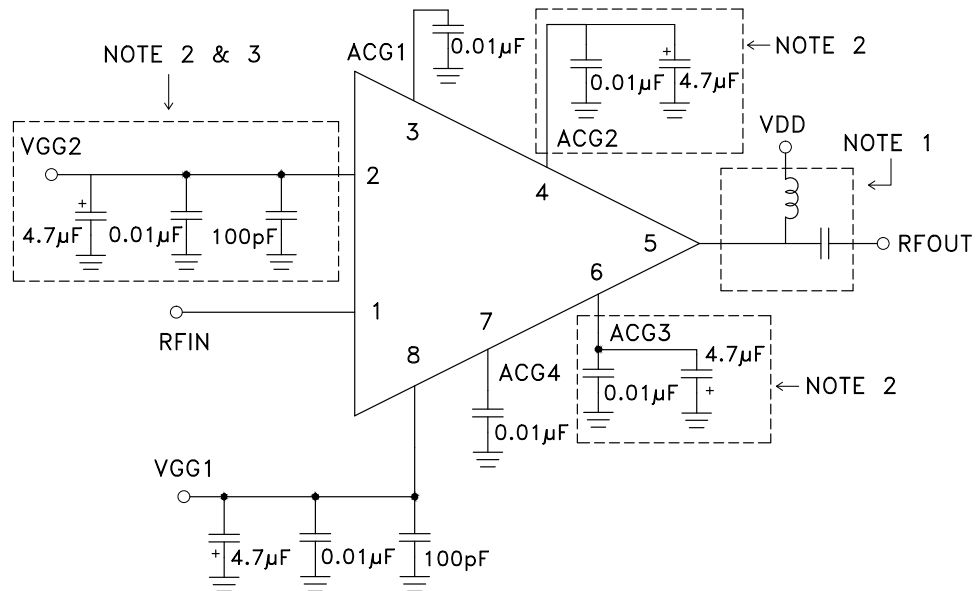 NOTE 2 & 3
ACG1
0.01µF
3
+
0.01µF
4.7µF
NOTE 2
ACG2
4
VDD
NOTE 1
VGG2
2
+
4.7µF
0.01µF
100pF
5
RFOUT
RFIN
1
6
7
8
ACG3
4.7µF
0.01µF
+
NOTE 2
ACG4
0.01µF
VGG1
+
4.7µF
0.01µF
100pF